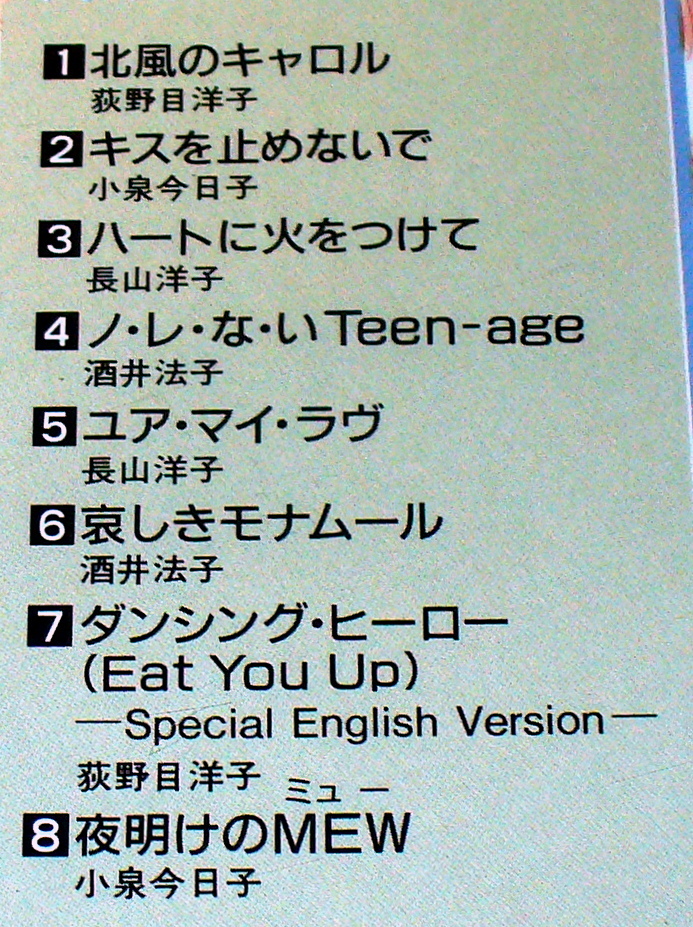 1 北風のキャロル
荻野目洋子
2 キスを止めないで
小泉今日子
3 ハートに火をつけて
長山洋子
4 ノ・レ・な・いTeen-age
酒井法子
5 ユア・マイ・ラヴ
長山洋子
6 哀しきモナムール
酒井法子
7 ダンシング・ヒーロー
(Eat You Up)
—Special English Version—
荻野目洋子
ミュー
8 夜明けのMEW
小泉今日子